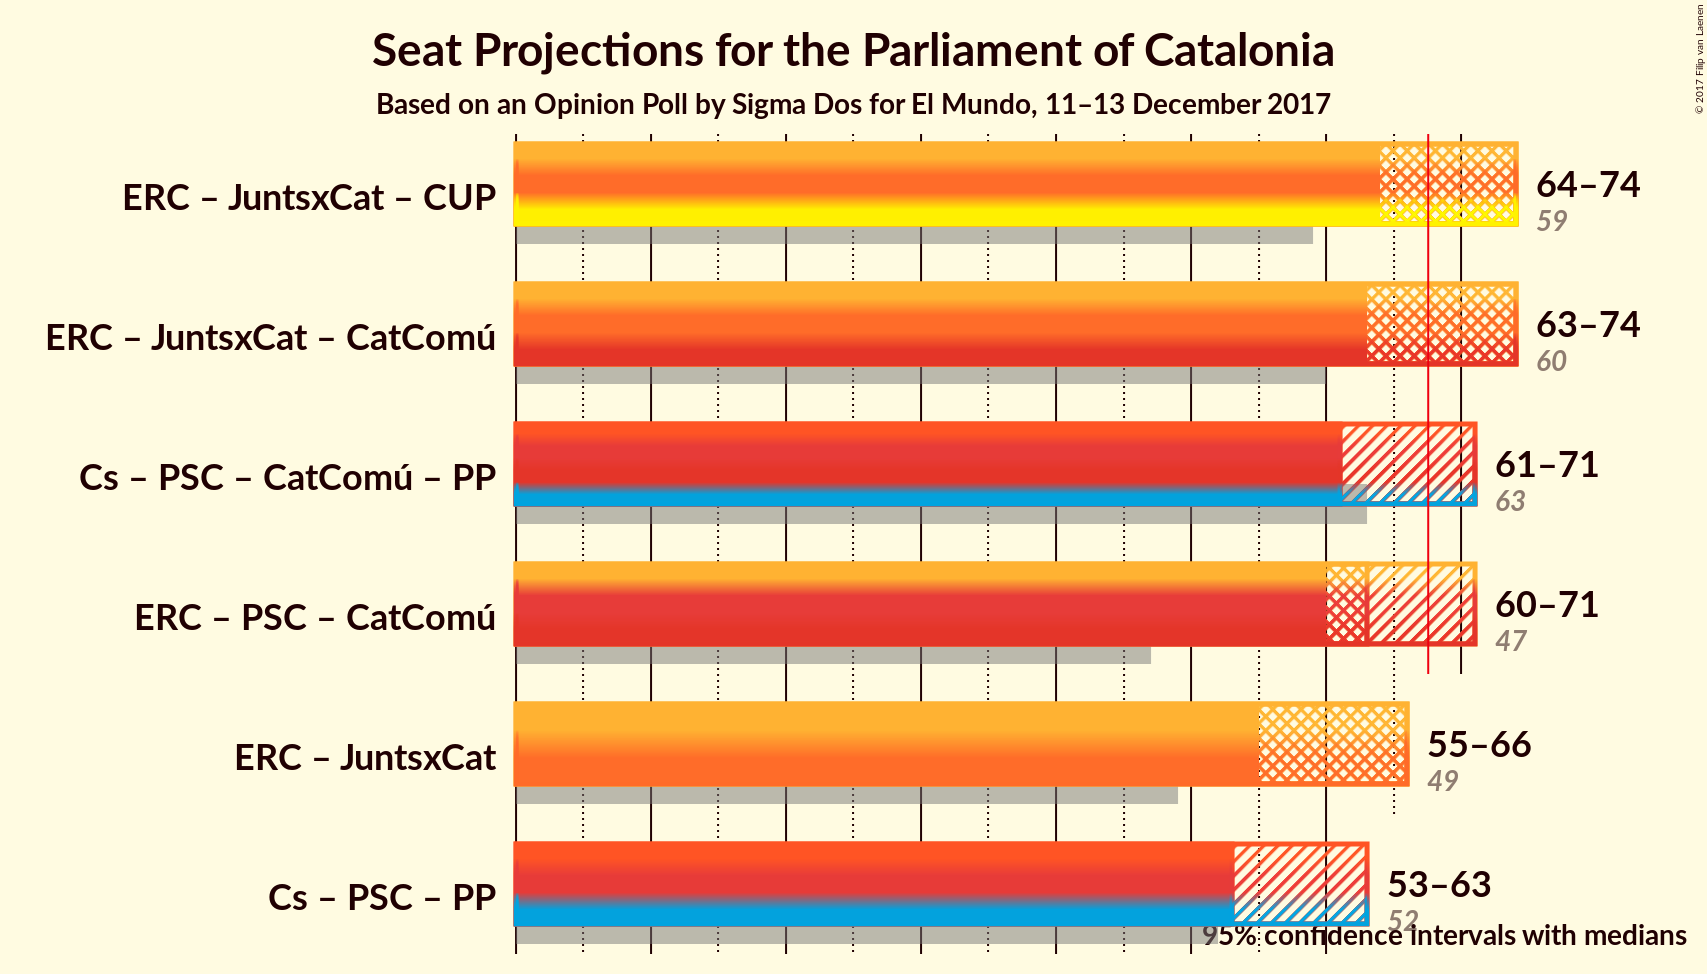 Seat Projections for the Parliament of Catalonia
Based on an Opinion Poll by Sigma Dos for El Mundo, 11–13 December 2017
© 2017 Filip van Laenen
ERC – JuntsxCat – CUP
64–74
59
ERC – JuntsxCat – CatComú
63–74
60
Cs – PSC – CatComú – PP
61–71
63
ERC – PSC – CatComú
60–71
47
ERC – JuntsxCat
55–66
49
Cs – PSC – PP
53–63
52
95% confidence intervals with medians